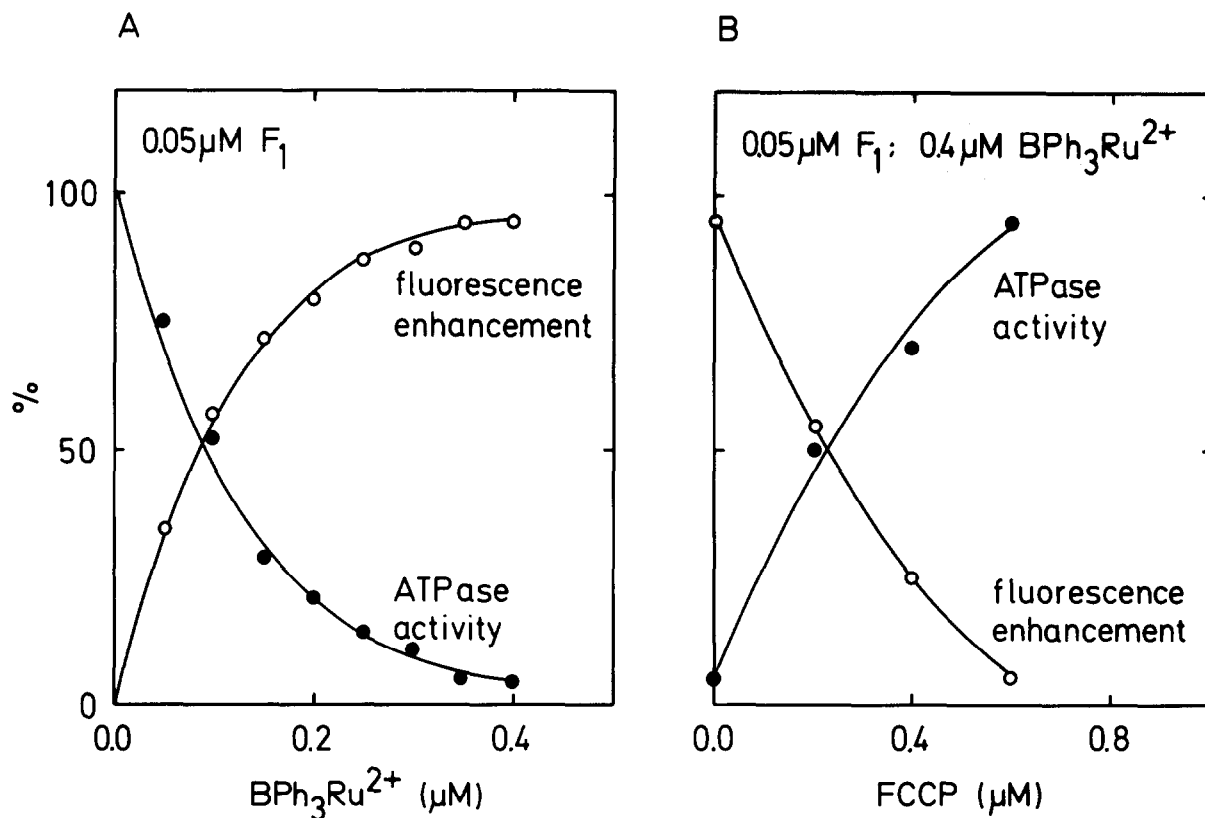 A
0.05µM F₁
100
50
0
%
fluorescence
enhancement
ATPase
activity
0.0 0.2 0.4
BPh₃Ru²⁺ (µM)
B
0.05µM F₁: 0.4µM BPh₃Ru²⁺
ATPase
activity
fluorescence
enhancement
0.0 0.4 0.8
FCCP (µM)